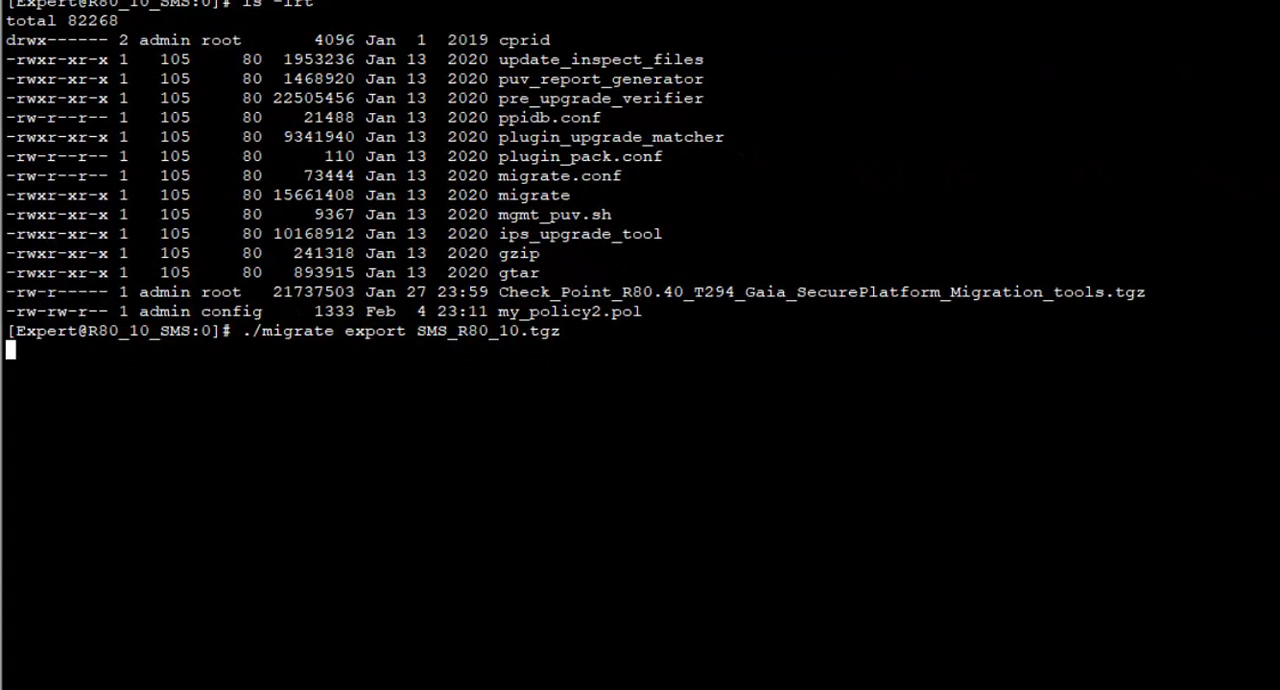 [Expert@R80_10_SMS:0]# ls -lrt
total 82268
drwx------ 2 admin root       4096 Jan  1  2019 cprid
-rwxr-xr-x 1   105     80  1953236 Jan 13  2020 update_inspect_files
-rwxr-xr-x 1   105     80  1468920 Jan 13  2020 puv_report_generator
-rwxr-xr-x 1   105     80 22505456 Jan 13  2020 pre_upgrade_verifier
-rw-r--r-- 1   105     80    21488 Jan 13  2020 ppidb.conf
-rwxr-xr-x 1   105     80  9341940 Jan 13  2020 plugin_upgrade_matcher
-rw-r--r-- 1   105     80      110 Jan 13  2020 plugin_pack.conf
-rw-r--r-- 1   105     80    73444 Jan 13  2020 migrate.conf
-rwxr-xr-x 1   105     80 15661408 Jan 13  2020 migrate
-rwxr-xr-x 1   105     80     9367 Jan 13  2020 mgmt_puv.sh
-rwxr-xr-x 1   105     80 10168912 Jan 13  2020 ips_upgrade_tool
-rwxr-xr-x 1   105     80   241318 Jan 13  2020 gzip
-rwxr-xr-x 1   105     80   893915 Jan 13  2020 gtar
-rw-r----- 1 admin root   21737503 Jan 27 23:59 Check_Point_R80.40_T294_Gaia_SecurePlatform_Migration_tools.tgz
-rw-rw-r-- 1 admin config     1333 Feb  4 23:11 my_policy2.pol
[Expert@R80_10_SMS:0]# ./migrate export SMS_R80_10.tgz